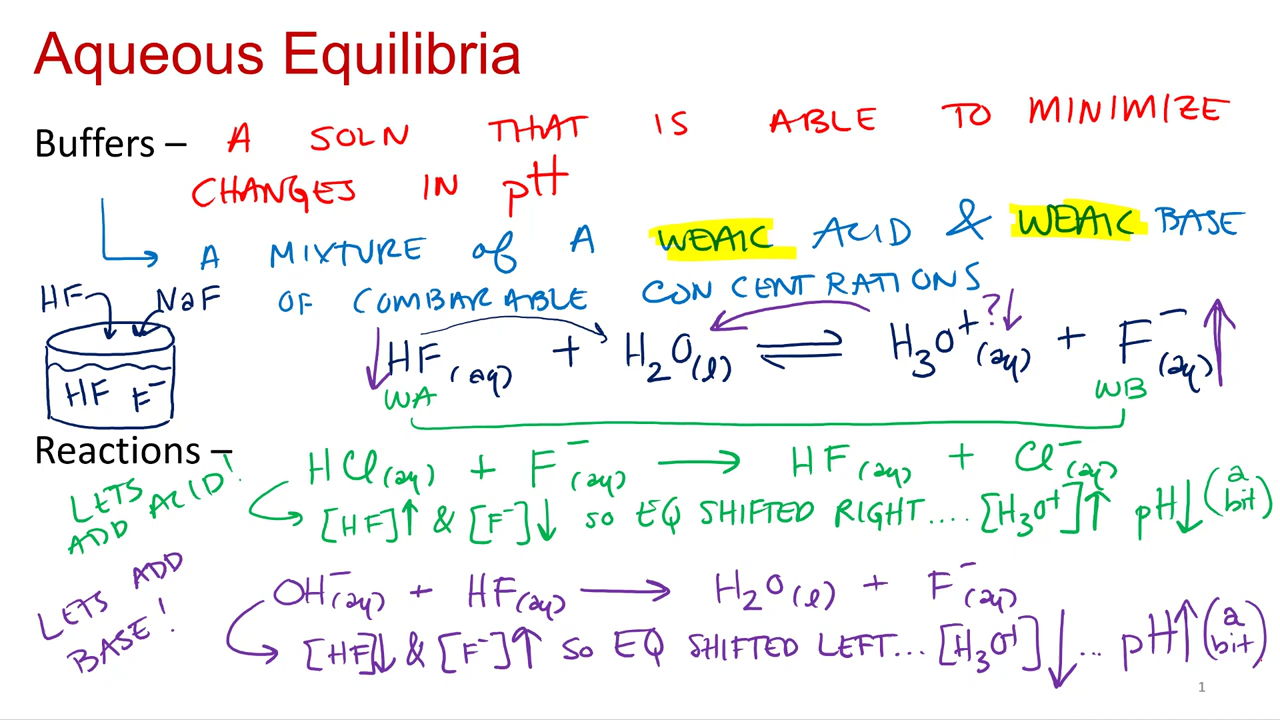 Aqueous Equilibria
Buffers – A SOLN THAT IS ABLE TO MINIMIZE
CHANGES IN pH
A MIXTURE of A WEAK ACID & WEAK BASE
OF COMBARABLE CONCENTRATIONS
HF NaF
HF F⁻
HF(aq) + H₂O(l) ⇌ H₃O⁺(aq) ?↓ + F⁻(aq) ↑
WA WB
Reactions –
LETS ADD ACID!
HCl(aq) + F⁻(aq) → HF(aq) + Cl⁻(aq)
[HF]↑ & [F⁻]↓ SO EQ SHIFTED RIGHT.... [H₃O⁺]↑ pH↓ (a bit)
LETS ADD BASE!
OH⁻(aq) + HF(aq) → H₂O(l) + F⁻(aq)
[HF]↓ & [F⁻]↑ SO EQ SHIFTED LEFT... [H₃O⁺]↓ ... pH↑ (a bit)
1